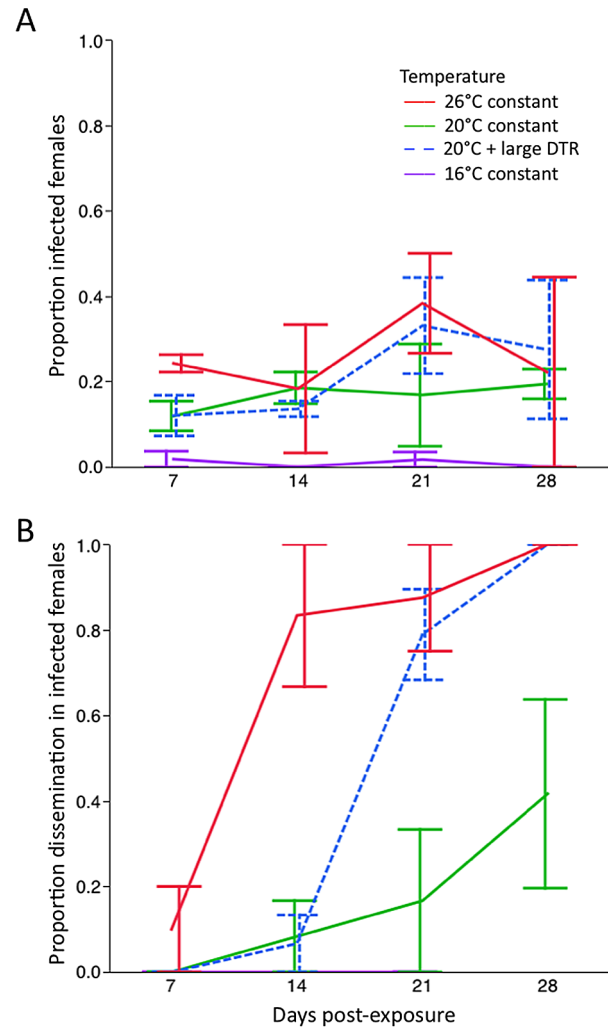 A
Proportion infected females
1.0
0.8
0.6
0.4
0.2
0.0
7 14 21 28
Temperature
26°C constant
20°C constant
20°C + large DTR
16°C constant
B
Proportion dissemination in infected females
1.0
0.8
0.6
0.4
0.2
0.0
7 14 21 28
Days post-exposure